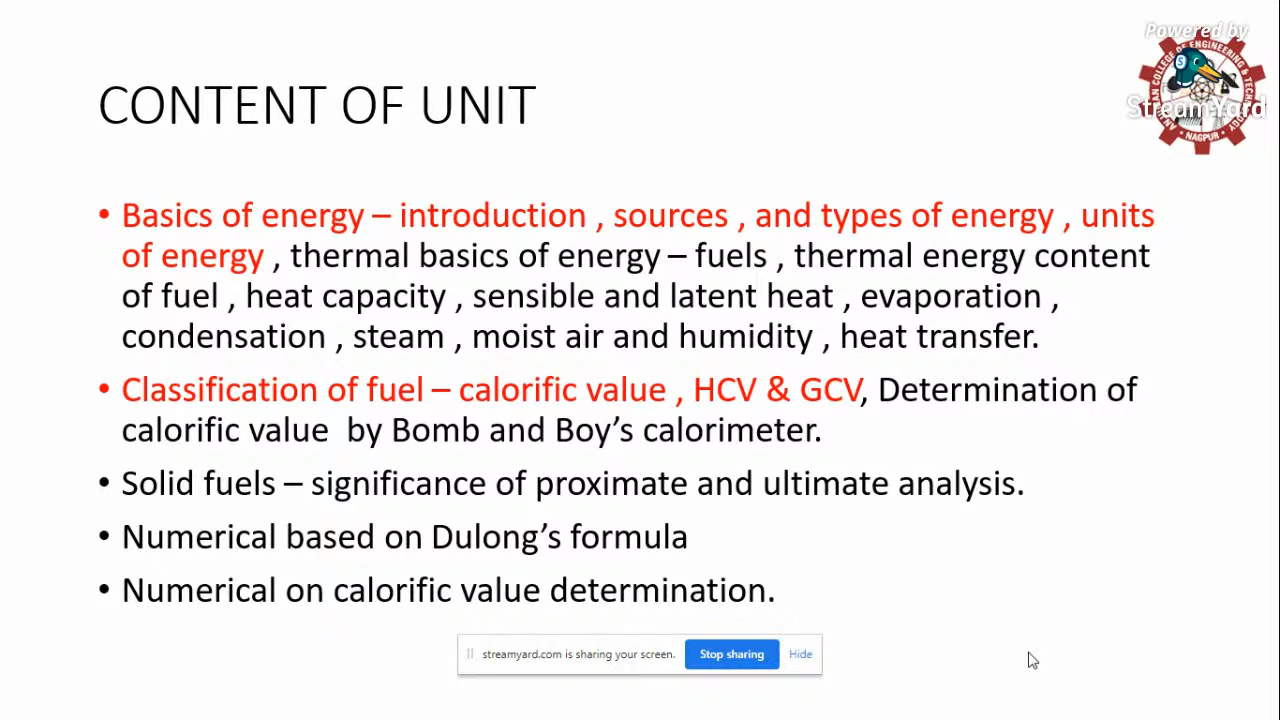 Powered by
StreamYard
NAGPUR
CONTENT OF UNIT
• Basics of energy – introduction , sources , and types of energy , units
of energy , thermal basics of energy – fuels , thermal energy content
of fuel , heat capacity , sensible and latent heat , evaporation ,
condensation , steam , moist air and humidity , heat transfer.
• Classification of fuel – calorific value , HCV & GCV, Determination of
calorific value by Bomb and Boy’s calorimeter.
• Solid fuels – significance of proximate and ultimate analysis.
• Numerical based on Dulong’s formula
• Numerical on calorific value determination.
streamyard.com is sharing your screen. Stop sharing Hide